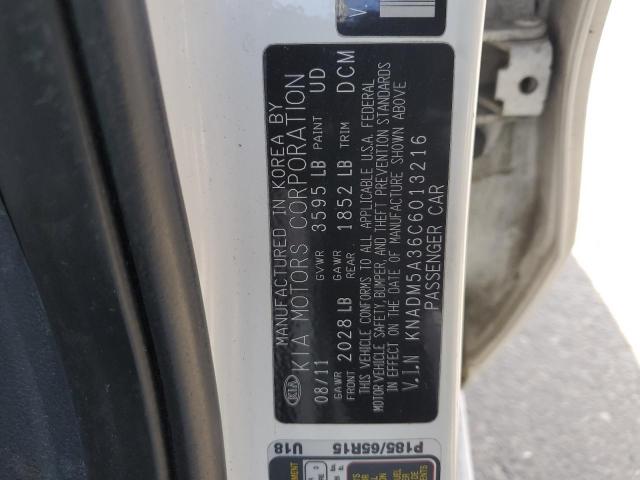 MANUFACTURED IN KOREA BY
KIA KIA MOTORS CORPORATION
08/11 GVWR 3595 LB PAINT UD
GAWR FRONT 2028 LB GAWR REAR 1852 LB TRIM DCM
THIS VEHICLE CONFORMS TO ALL APPLICABLE U.S.A. FEDERAL
MOTOR VEHICLE SAFETY, BUMPER, AND THEFT PREVENTION STANDARDS
IN EFFECT ON THE DATE OF MANUFACTURE SHOWN ABOVE
V.I.N KNADM5A36C6013216
PASSENGER CAR
U18
P185/65R15
V